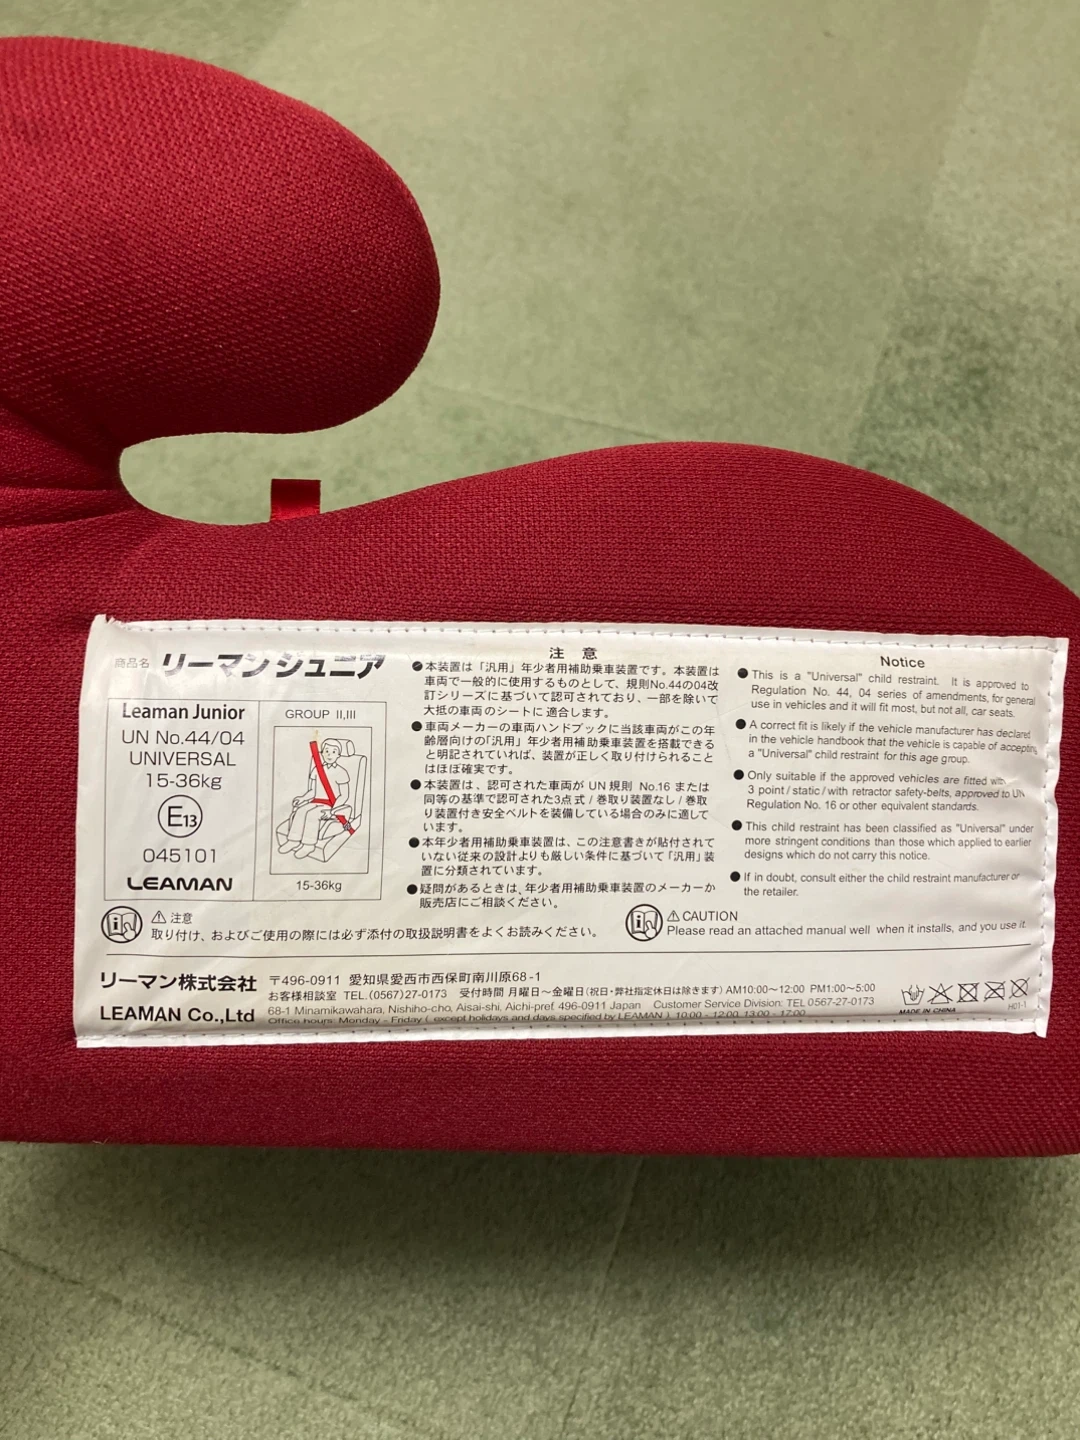 商品名 リーマンジュニア
Leaman Junior
UN No.44/04
UNIVERSAL
15-36kg
E13
045101
LEAMAN
GROUP II,III
15-36kg
注 意
●本装置は「汎用」年少者用補助乗車装置です。本装置は
車両で一般的に使用するものとして、規則No.44の04改
訂シリーズに基づいて認可されており、一部を除いて
大抵の車両のシートに適合します。
●車両メーカーの車両ハンドブックに当該車両がこの年
齢層向けの「汎用」年少者用補助乗車装置を搭載できる
と明記されていれば、装置が正しく取り付けられること
はほぼ確実です。
●本装置は、認可された車両が UN 規則 No.16 または
同等の基準で認可された3点式 / 巻取り装置なし / 巻取
り装置付き安全ベルトを装備している場合のみに適して
います。
●本年少者用補助乗車装置は、この注意書きが貼付されて
いない従来の設計よりも厳しい条件に基づいて「汎用」装
置に分類されています。
●疑問があるときは、年少者用補助乗車装置のメーカーか
販売店にご相談ください。
Notice
●This is a "Universal" child restraint. It is approved to
Regulation No. 44, 04 series of amendments, for general
use in vehicles and it will fit most, but not all, car seats.
●A correct fit is likely if the vehicle manufacturer has declared
in the vehicle handbook that the vehicle is capable of accepting
a "Universal" child restraint for this age group.
●Only suitable if the approved vehicles are fitted with
3 point / static / with retractor safety-belts, approved to UN
Regulation No. 16 or other equivalent standards.
●This child restraint has been classified as "Universal" under
more stringent conditions than those which applied to earlier
designs which do not carry this notice.
●If in doubt, consult either the child restraint manufacturer or
the retailer.
⚠注意
取り付け、およびご使用の際には必ず添付の取扱説明書をよくお読みください。
⚠CAUTION
Please read an attached manual well when it installs, and you use it.
リーマン株式会社 〒496-0911 愛知県愛西市西保町南川原68-1
お客様相談室 TEL.(0567)27-0173 受付時間 月曜日～金曜日(祝日・弊社指定休日は除きます) AM10:00～12:00 PM1:00～5:00
LEAMAN Co.,Ltd 68-1 Minamikawahara, Nishiho-cho, Aisai-shi, Aichi-pref 496-0911 Japan Customer Service Division: TEL 0567-27-0173
Office hours: Monday - Friday ( except holidays and days specified by LEAMAN ). 10:00 - 12:00, 13:00 - 17:00
MADE IN CHINA
H01-1